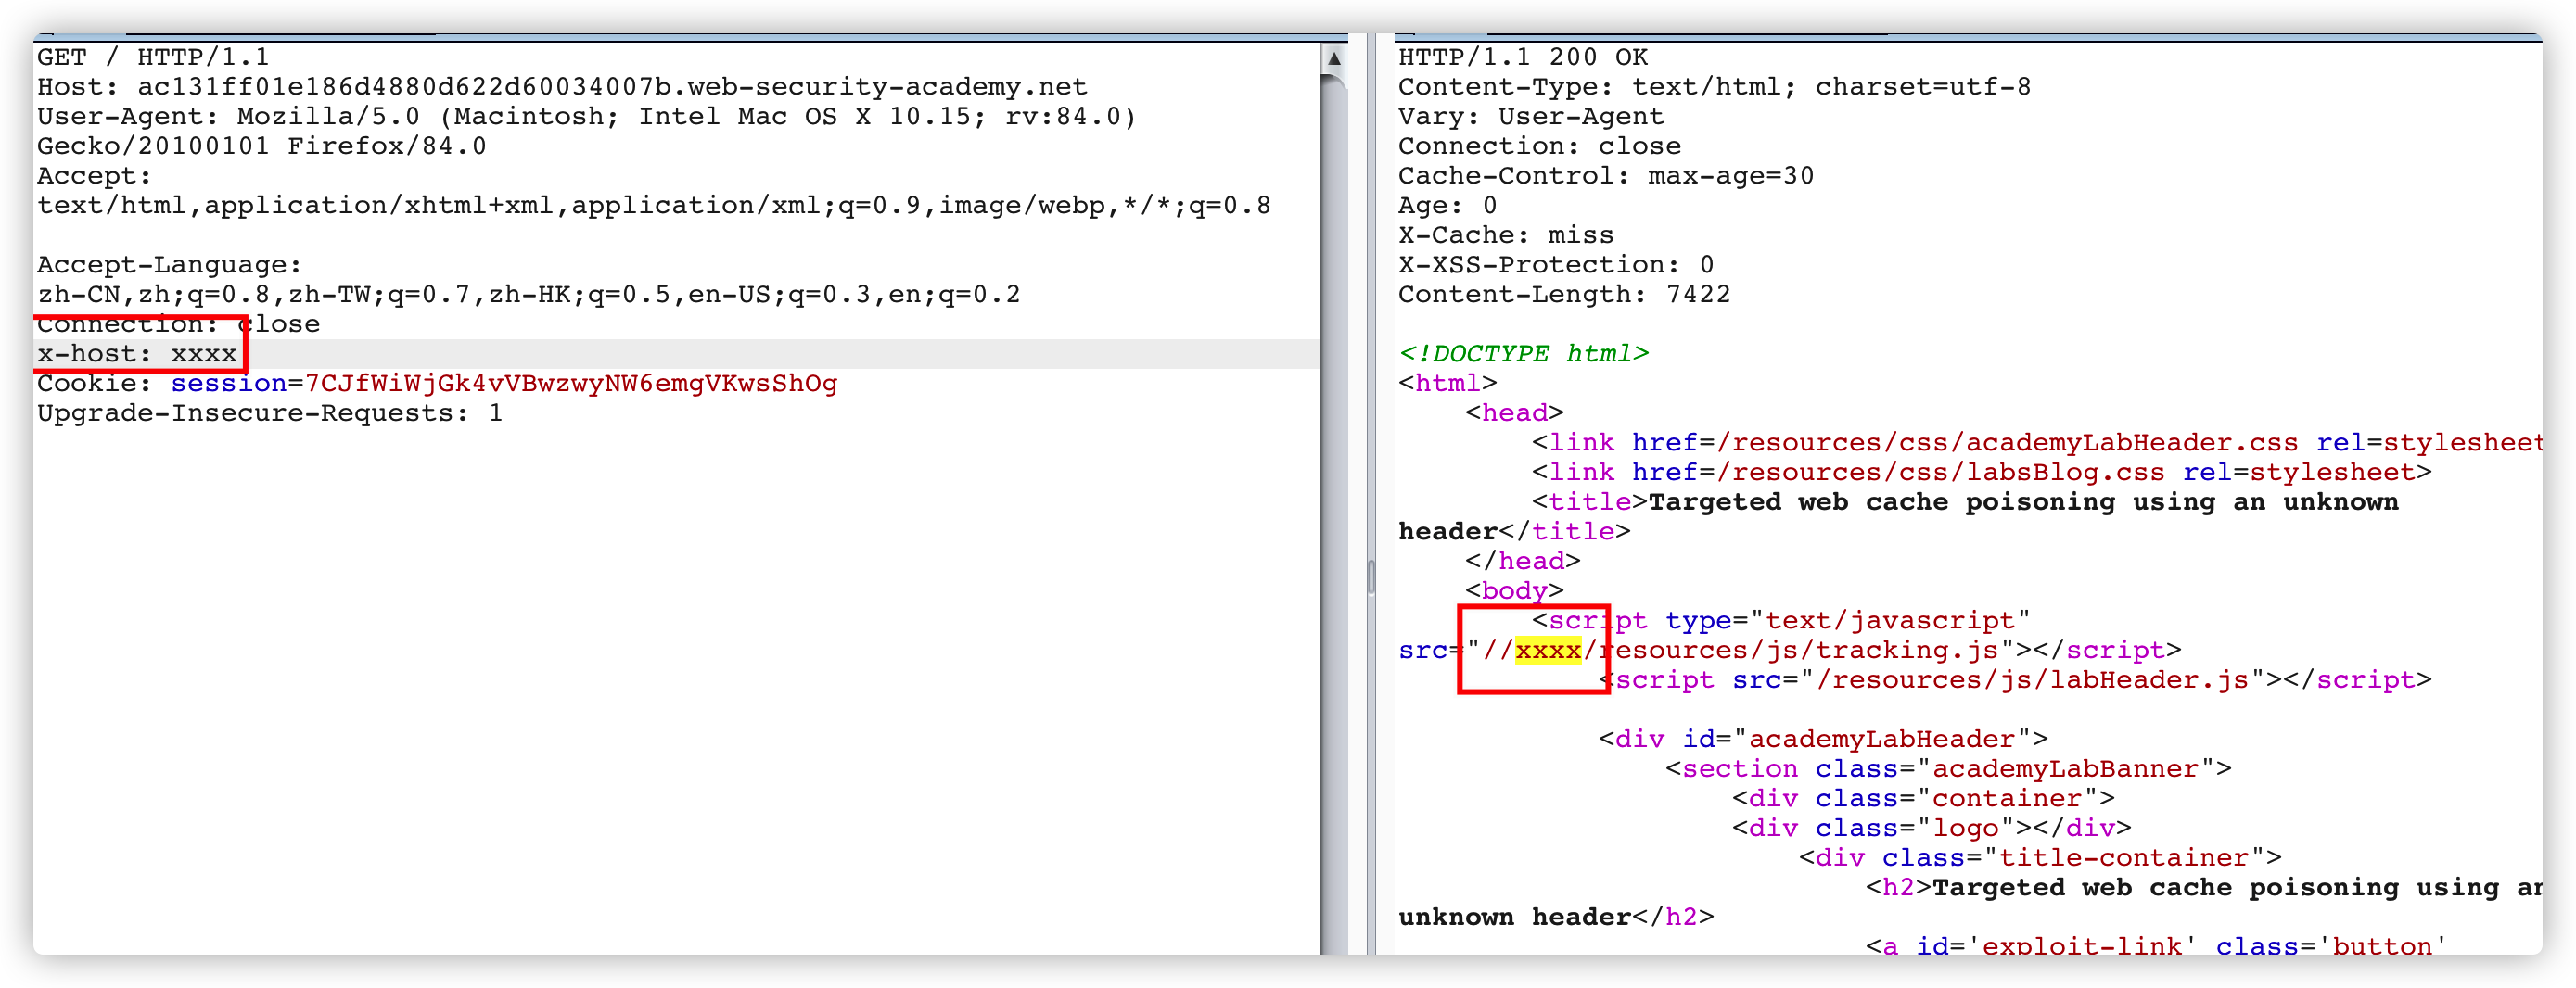 GET / HTTP/1.1
Host: ac131ff01e186d4880d622d60034007b.web-security-academy.net
User-Agent: Mozilla/5.0 (Macintosh; Intel Mac OS X 10.15; rv:84.0)
Gecko/20100101 Firefox/84.0
Accept:
text/html,application/xhtml+xml,application/xml;q=0.9,image/webp,*/*;q=0.8
Accept-Language:
zh-CN,zh;q=0.8,zh-TW;q=0.7,zh-HK;q=0.5,en-US;q=0.3,en;q=0.2
Connection: close
x-host: xxxx
Cookie: session=7CJfWiWjGk4vVBwzwyNW6emgVKwsShOg
Upgrade-Insecure-Requests: 1
HTTP/1.1 200 OK
Content-Type: text/html; charset=utf-8
Vary: User-Agent
Connection: close
Cache-Control: max-age=30
Age: 0
X-Cache: miss
X-XSS-Protection: 0
Content-Length: 7422
<!DOCTYPE html>
<html>
<head>
<link href=/resources/css/academyLabHeader.css rel=stylesheet
<link href=/resources/css/labsBlog.css rel=stylesheet>
<title>Targeted web cache poisoning using an unknown
header</title>
</head>
<body>
<script type="text/javascript"
src="//xxxx/resources/js/tracking.js"></script>
<script src="/resources/js/labHeader.js"></script>
<div id="academyLabHeader">
<section class="academyLabBanner">
<div class="container">
<div class="logo"></div>
<div class="title-container">
<h2>Targeted web cache poisoning using an
unknown header</h2>
<a id='exploit-link' class='button'